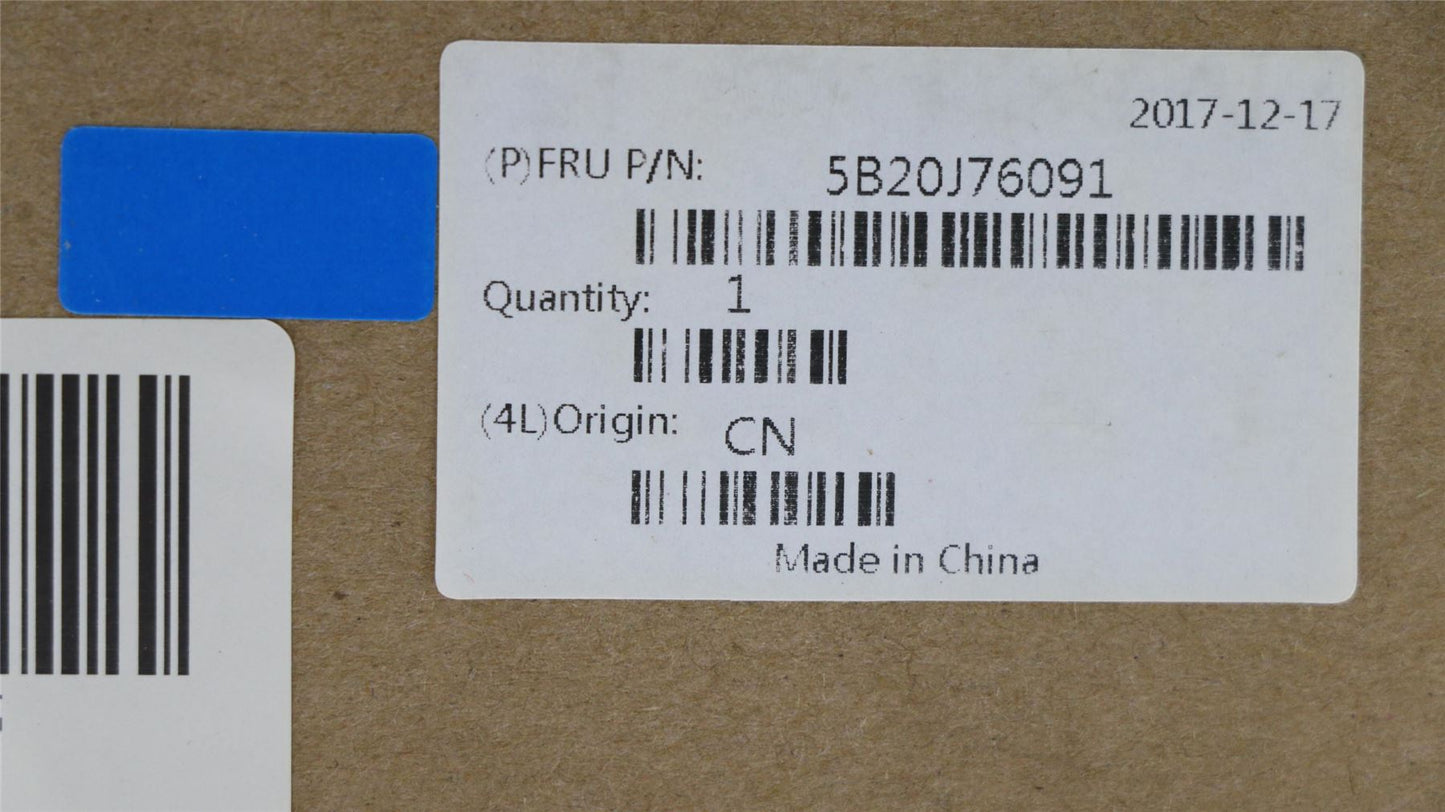 2017-12-17
(P)FRU P/N: 5B20J76091
Quantity: 1
(4L)Origin: CN
Made in China